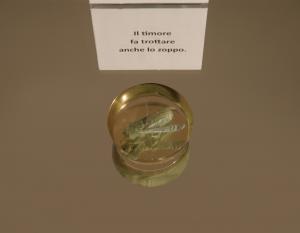 Il timore
fa trottare
anche lo zoppo.